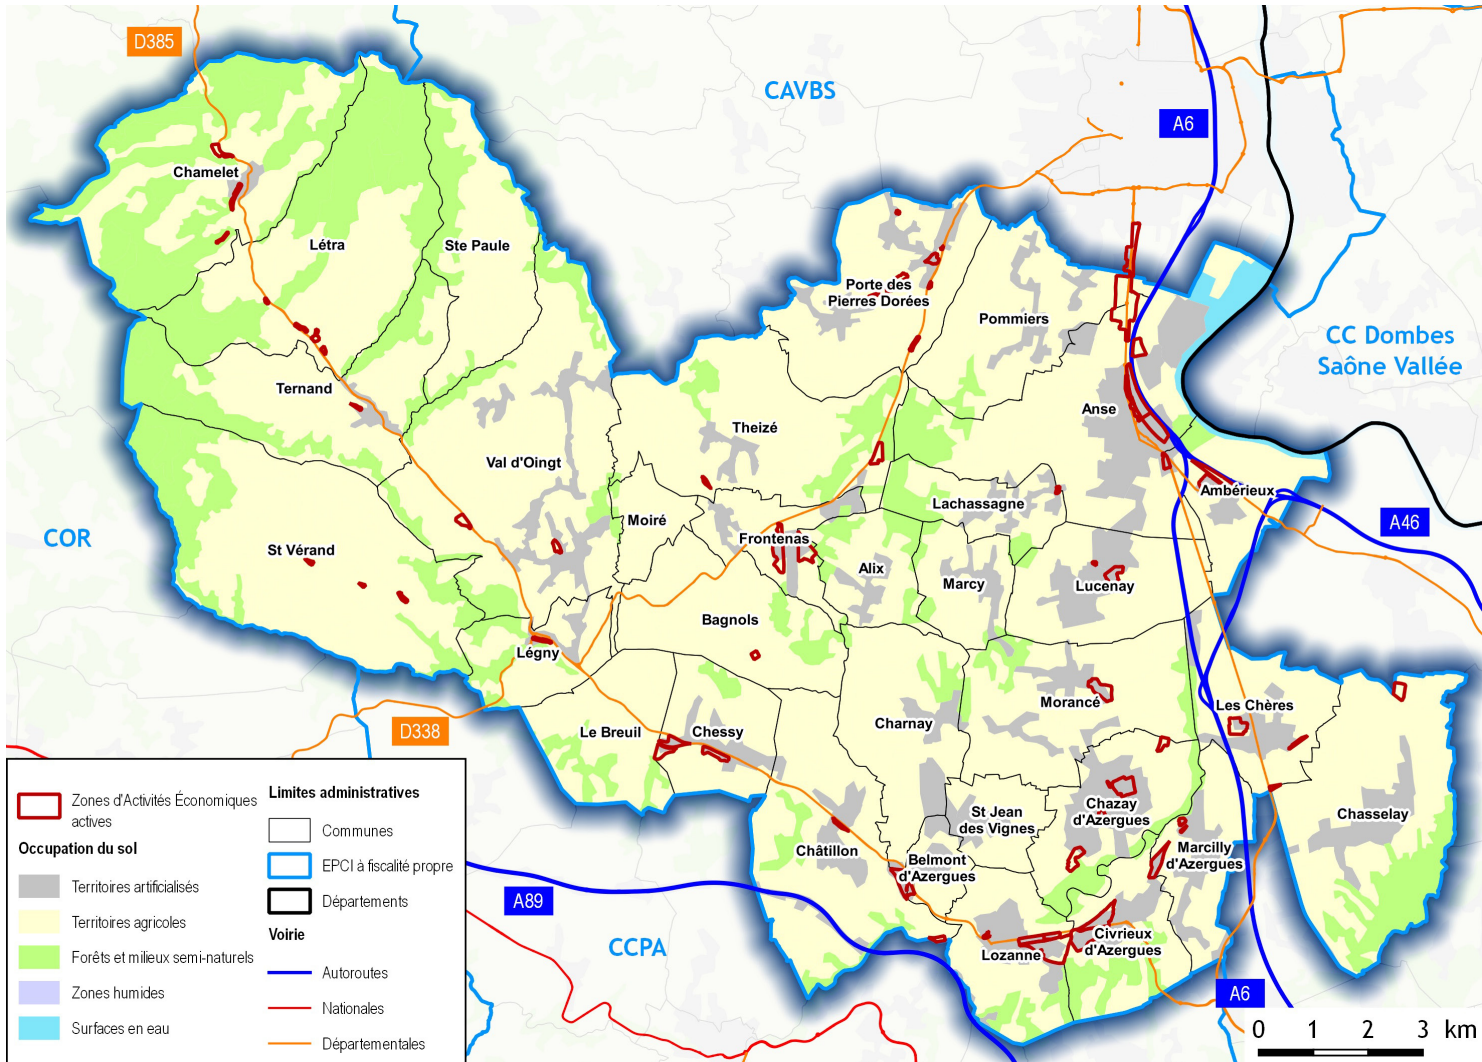 D385
CAVBS
A6
Chamelet
Létra
Ste Paule
Porte des
Pierres Dorées
Pommiers
CC Dombes
Saône Vallée
Ternand
Anse
Theizé
Val d'Oingt
Ambérieux
Lachassagne
Moiré
A46
COR
Frontenas
St Vérand
Alix
Marcy
Lucenay
Bagnols
Légny
Morancé
Les Chères
D338
Le Breuil
Chessy
Charnay
Chazay
d'Azergues
St Jean
des Vignes
Chasselay
Châtillon
Belmont
d'Azergues
Marcilly
d'Azergues
A89
CCPA
Civrieux
d'Azergues
Lozanne
A6
Zones d'Activités Économiques
actives
Occupation du sol
Territoires artificialisés
Territoires agricoles
Forêts et milieux semi-naturels
Zones humides
Surfaces en eau
Limites administratives
Communes
EPCI à fiscalité propre
Départements
Voirie
Autoroutes
Nationales
Départementales
0 1 2 3 km